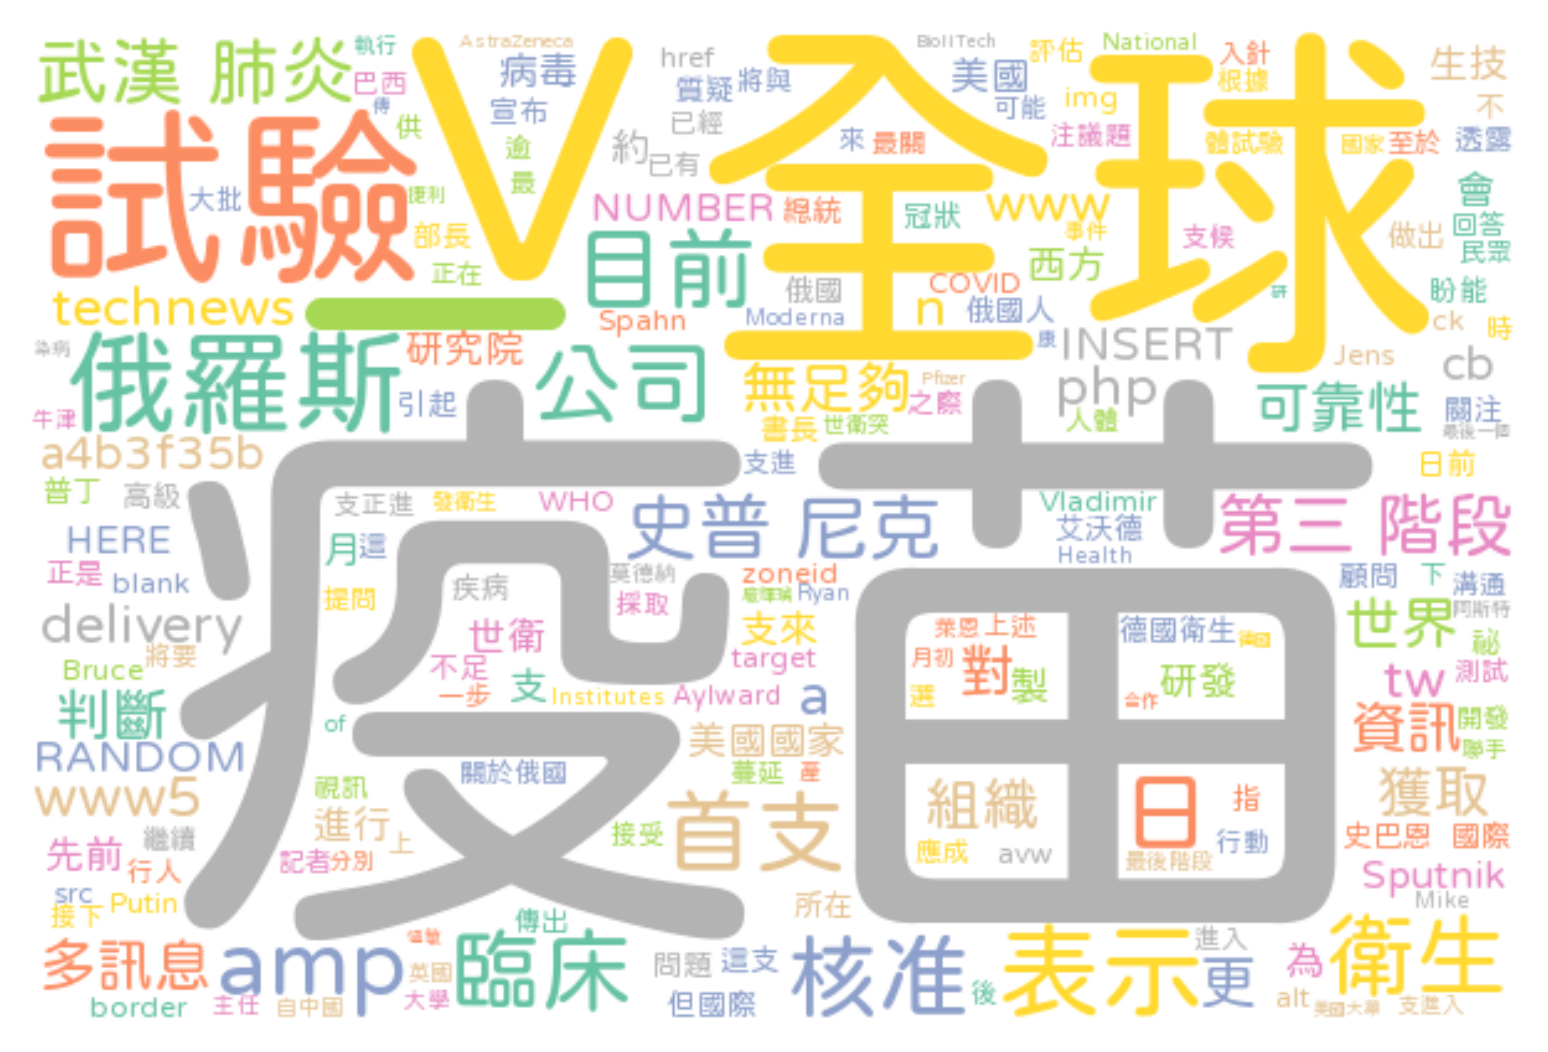 武漢 肺炎
執行
AstraZeneca
病毒
href
BioNTech
評估
National
入針
生技
巴西
質疑
將與
美國
根據
不
V
全球
試驗
宣布
供
已經
可能
img
注議題
體試驗
國家
至於
透露
逾
約
已有
來
最關
最
大批
捷利
NUMBER
總統
冠狀
www
會
部長
事件
支候
做出
回答
正在
目前
西方
民眾
technews
一
俄國
COVID
盼能
Spahn
Moderna
n
俄國人
康
ck
時
染病
俄羅斯
研究院
公司
INSERT
Jens
cb
無足夠
Pfizer
php
可靠性
牛津
引起
之際
關注
書長
世衛突
人體
最後一個
a4b3f35b
支進
日前
普丁
高級
支正進
發衛生
WHO
史普 尼克
Vladimir
第三 階段
疫苗
HERE
月
這
艾沃德
Health
正是
blank
疾病
莫德納
zoneid
顧問
下
溝通
提問
採取
Ryan
delivery
世衛
支來
萊恩
上述
德國衛生
德國
世界
阿斯特
祕
將要
Bruce
不足
target
月初
對
製
研發
tw
測試
一步
支
Institutes
Aylward
a
選
合作
判斷
of
美國國家
資訊
開發
聯手
RANDOM
關於俄國
蔓延
產
www5
視訊
首支
組織
日
指
獲取
進行
上
接受
繼續
應成
avw
最後階段
行動
史巴恩
國際
先前
行人
記者
分別
Sputnik
src
接下
Putin
所在
Mike
傳出
多訊息
amp
臨床
問題
這支
核准
表示
進入
更
為
衛生
英國
border
主任
自中國
大學
但國際
後
alt
支進入